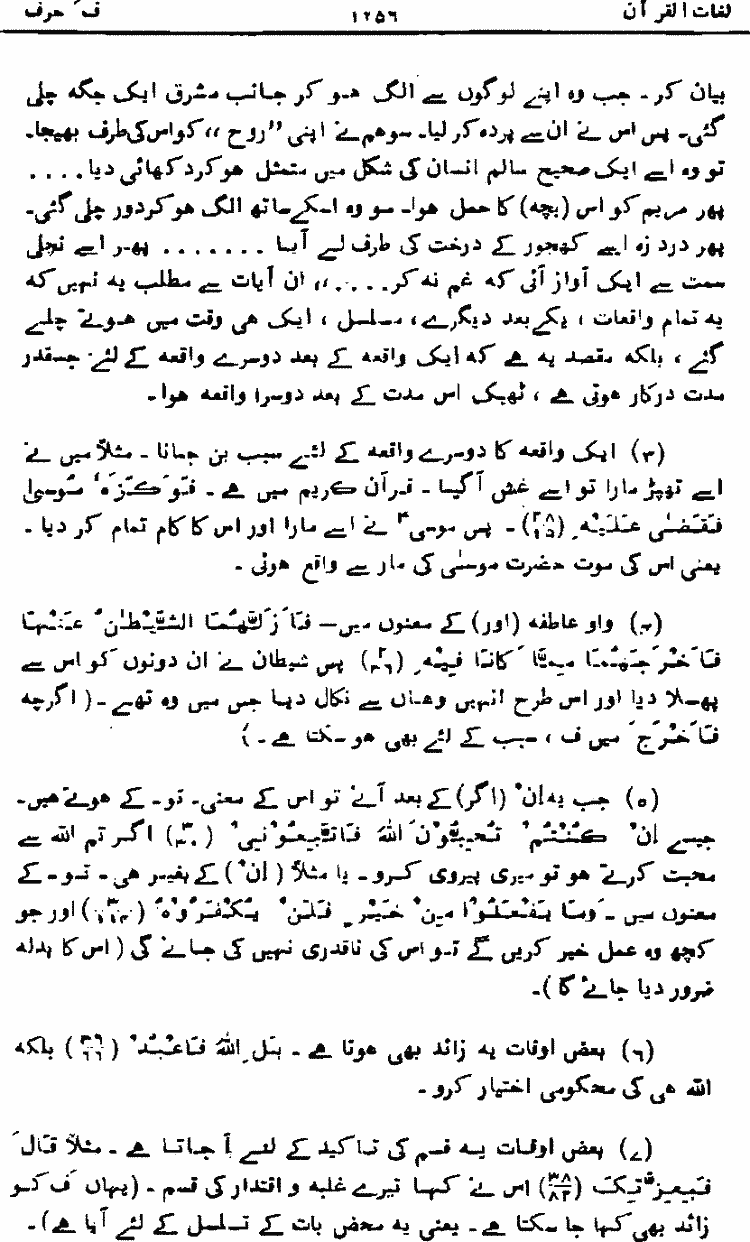 لغات القرآن ۱۲۵۶ فَ حرف
بیان کر۔ جب وہ اپنے لوگوں سے الگ ہو کر جانب مشرق ایک جگہ چلی
گئی۔ پس اس نے ان سے پردہ کر لیا۔ سو ہم نے اپنی ’’روح،، کو اس کی طرف بھیجا۔
تو وہ اسے ایک صحیح سالم انسان کی شکل میں متمثل ہو کر دکھائی دیا....
پھر مریم کو اس (بچہ) کا حمل ہوا۔ سو وہ اسکے ساتھ الگ ہو کر دور چلی گئی۔
پھر درد زہ اسے کھجور کے درخت کی طرف لے آیا ....... پھر اسے نچلی
سمت سے ایک آواز آئی کہ غم نہ کر.....،، ان آیات سے مطلب یہ نہیں کہ
یہ تمام واقعات ، یکے بعد دیگرے ، مسلسل ، ایک ہی وقت میں ہوتے چلے
گئے ، بلکہ مقصد یہ ہے کہ ایک واقعہ کے بعد دوسرے واقعہ کے لئے جسقدر
مدت درکار ہوتی ہے ، ٹھیک اس مدت کے بعد دوسرا واقعہ ہوا۔
(۳) ایک واقعہ کا دوسرے واقعہ کے لئے سبب بن جانا ۔ مثلاً میں نے
اسے تھپڑ مارا تو اسے غش آگیا ۔ قرآن کریم میں ہے ۔ فَوَكَزَهٗ مُوسىٰ
فَقَضٰى عَلَيْهِ (۲۸/۱۵) ۔ پس موسیٰؑ نے اسے مارا اور اس کا کام تمام کر دیا ۔
یعنی اس کی موت حضرت موسیٰ کی مار سے واقع ہوئی ۔
(۴) واو عاطفہ (اور) کے معنوں میں— فَاَزَلَّهُمَا الشَّيْطٰنُ عَنْهَا
فَاَخْرَجَهُمَا مِمَّا كَانَا فِيْهِ (۲/۳۶) پس شیطان نے ان دونوں کو اس سے
پھسلا دیا اور اس طرح انہیں وہاں سے نکال دیا جس میں وہ تھے ۔ ( اگرچہ
فَاَخْرَجَ میں ف ، سبب کے لئے بھی ہو سکتا ہے ۔ )
(۵) جب یہ اِنْ (اگر) کے بعد آئے تو اس کے معنی۔ تو۔ کے ہوتے ہیں۔
جیسے اِنْ كُنْتُمْ تُحِبُّوْنَ اللّٰهَ فَاتَّبِعُوْنِيْ (۳/۳۰) اگر تم اللہ سے
محبت کرتے ہو تو میری پیروی کرو ۔ یا مثلاً ( اِنْ ) کے بغیر ہی ۔ تو ۔ کے
معنوں میں ۔ وَمَا يَفْعَلُوْا مِنْ خَيْرٍ فَلَنْ يُكْفَرُوْهُ (۳/۱۱۴) اور جو
کچھ وہ عمل خیر کریں گے تو اس کی ناقدری نہیں کی جائے گی ( اس کا بدلہ
ضرور دیا جائے گا )۔
(۶) بعض اوقات یہ زائد بھی ہوتا ہے ۔ بَلِ اللّٰهَ فَاعْبُدْ (۳۹/۶۶) بلکہ
اللہ ہی کی محکومی اختیار کرو ۔
(۷) بعض اوقات یہ قسم کی تاکید کے لئے آ جاتا ہے ۔ مثلاً قَالَ
فَبِعِزَّتِكَ (۳۸/۸۲) اس نے کہا تیرے غلبہ و اقتدار کی قسم ۔ (یہاں فَ کو
زائد بھی کہا جا سکتا ہے ۔ یعنی یہ محض بات کے تسلسل کے لئے آیا ہے)۔